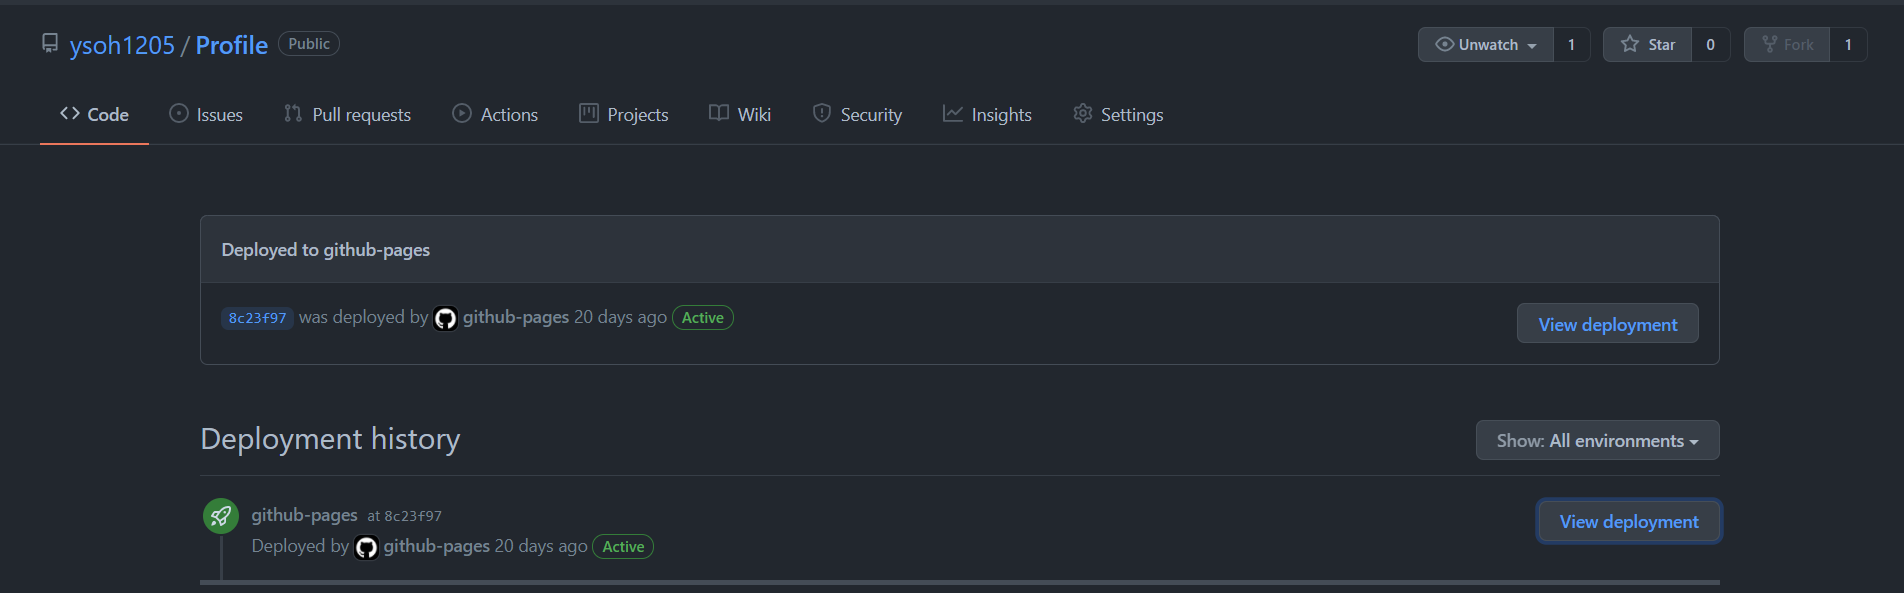 ysoh1205 / Profile Public
Unwatch 1 Star 0 Fork 1
Code Issues Pull requests Actions Projects Wiki Security Insights Settings
Deployed to github-pages
8c23f97 was deployed by github-pages 20 days ago Active
View deployment
Deployment history
Show: All environments
github-pages at 8c23f97
View deployment
Deployed by github-pages 20 days ago Active